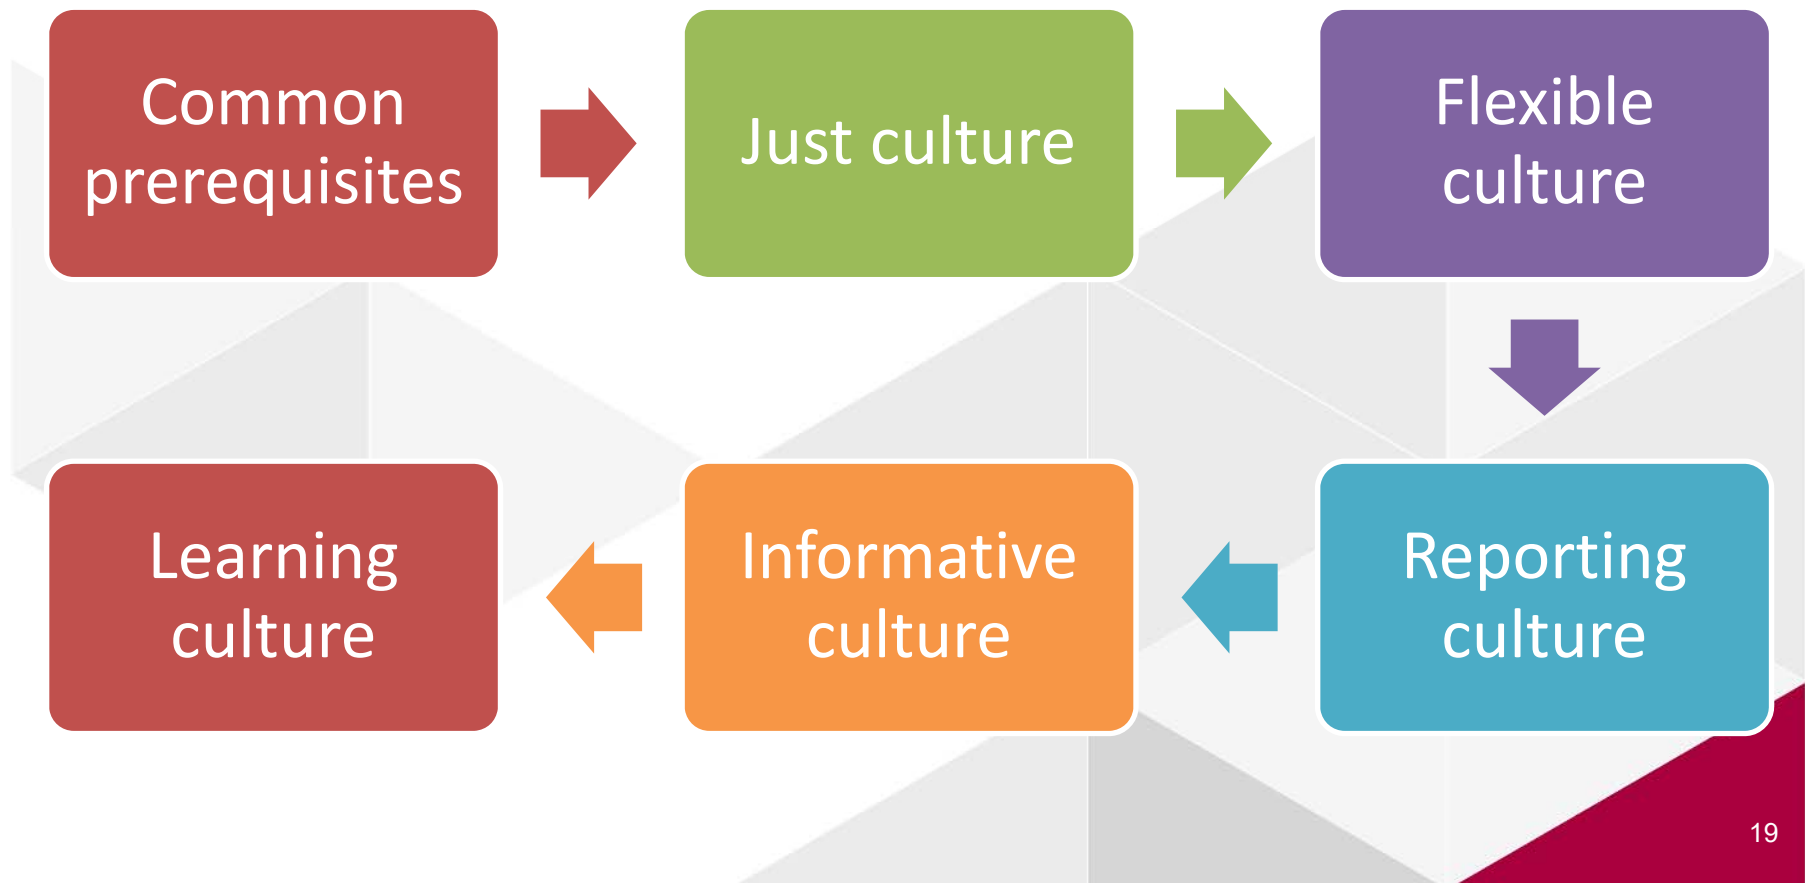 Common
prerequisites
Just culture
Flexible
culture
Reporting
culture
Informative
culture
Learning
culture
19